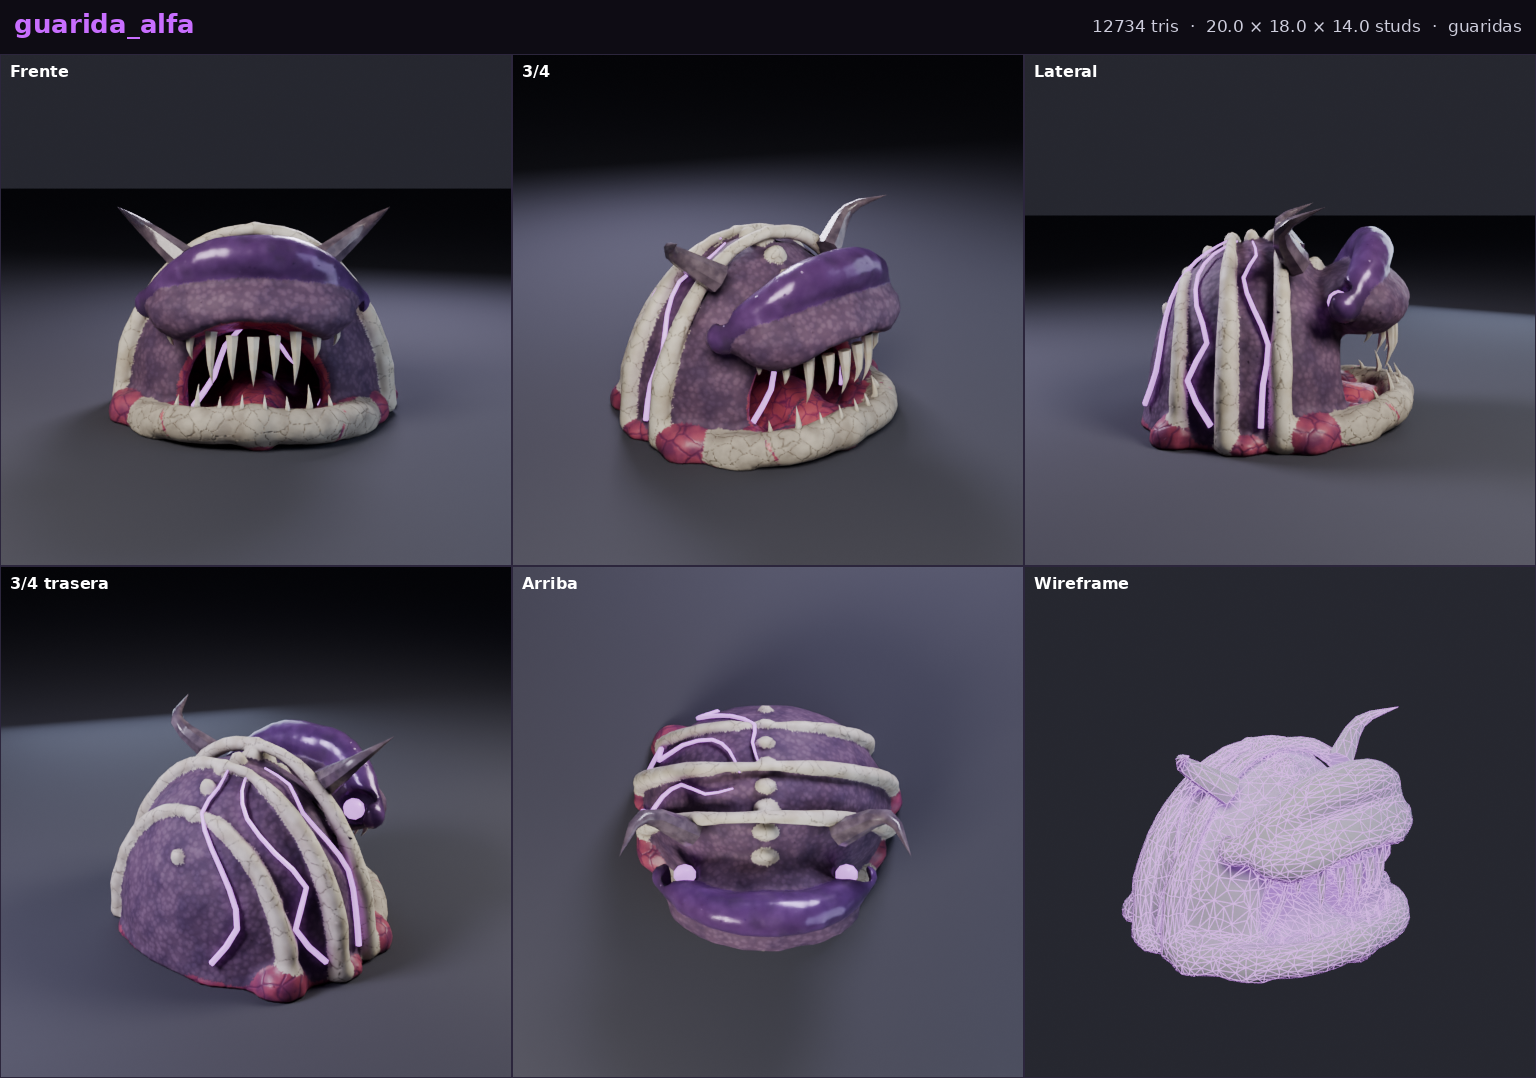 guarida_alfa
12734 tris · 20.0 × 18.0 × 14.0 studs · guaridas
Frente
3/4
Lateral
3/4 trasera
Arriba
Wireframe